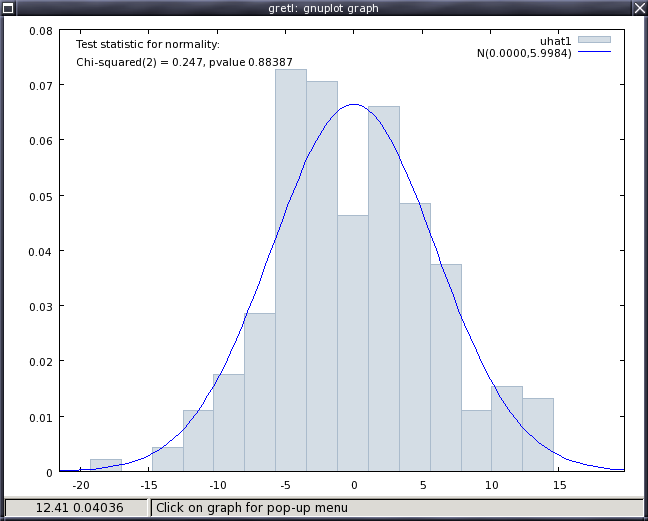 gretl: gnuplot graph
0.08
Test statistic for normality:
Chi-squared(2) = 0.247, pvalue 0.88387
uhat1
N(0.0000,5.9984)
0.07
0.06
0.05
0.04
0.03
0.02
0.01
0
-20 -15 -10 -5 0 5 10 15
12.41 0.04036 Click on graph for pop-up menu